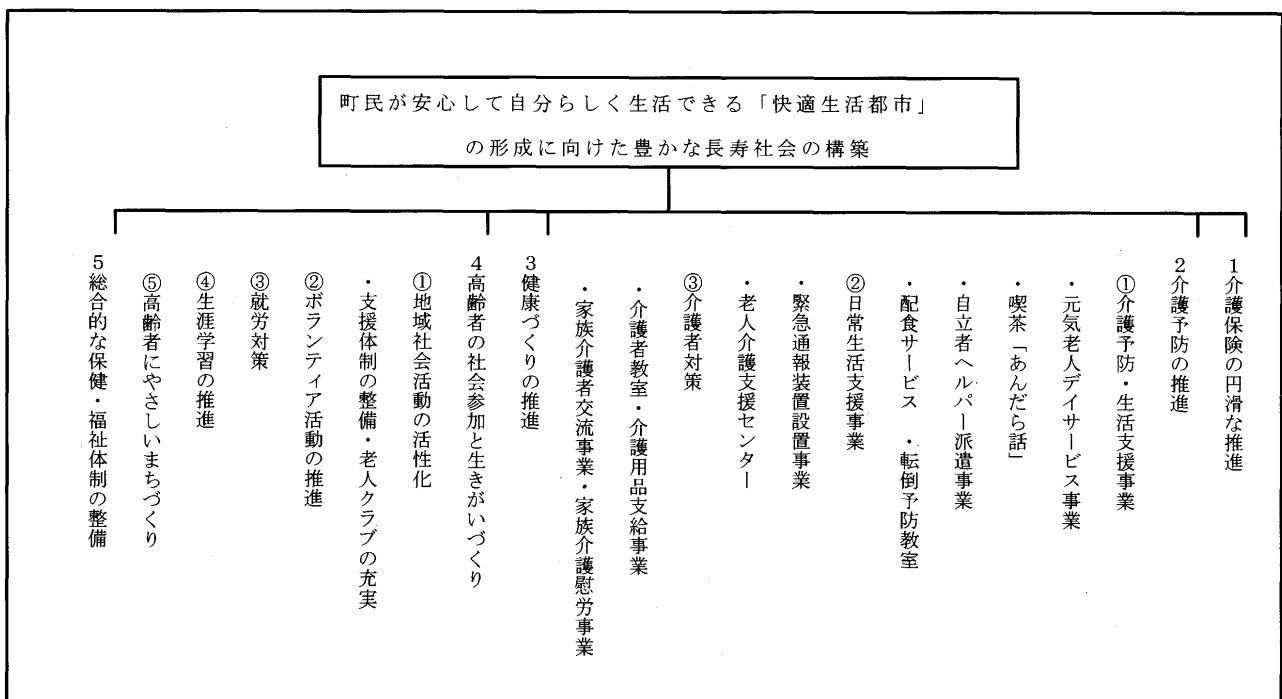 町民が安心して自分らしく生活できる「快適生活都市」
の形成に向けた豊かな長寿社会の構築
1介護保険の円滑な推進
2介護予防の推進
①介護予防・生活支援事業
・喫茶「あんだら話」
・元気老人デイサービス事業
・自立者ヘルパー派遣事業
・配食サービス ・転倒予防教室
②日常生活支援事業
・緊急通報装置設置事業
・老人介護支援センター
③介護者対策
・介護者教室・介護用品支給事業
・家族介護者交流事業・家族介護慰労事業
3健康づくりの推進
4高齢者の社会参加と生きがいづくり
①地域社会活動の活性化
・支援体制の整備・老人クラブの充実
②ボランティア活動の推進
③就労対策
④生涯学習の推進
⑤高齢者にやさしいまちづくり
5総合的な保健・福祉体制の整備